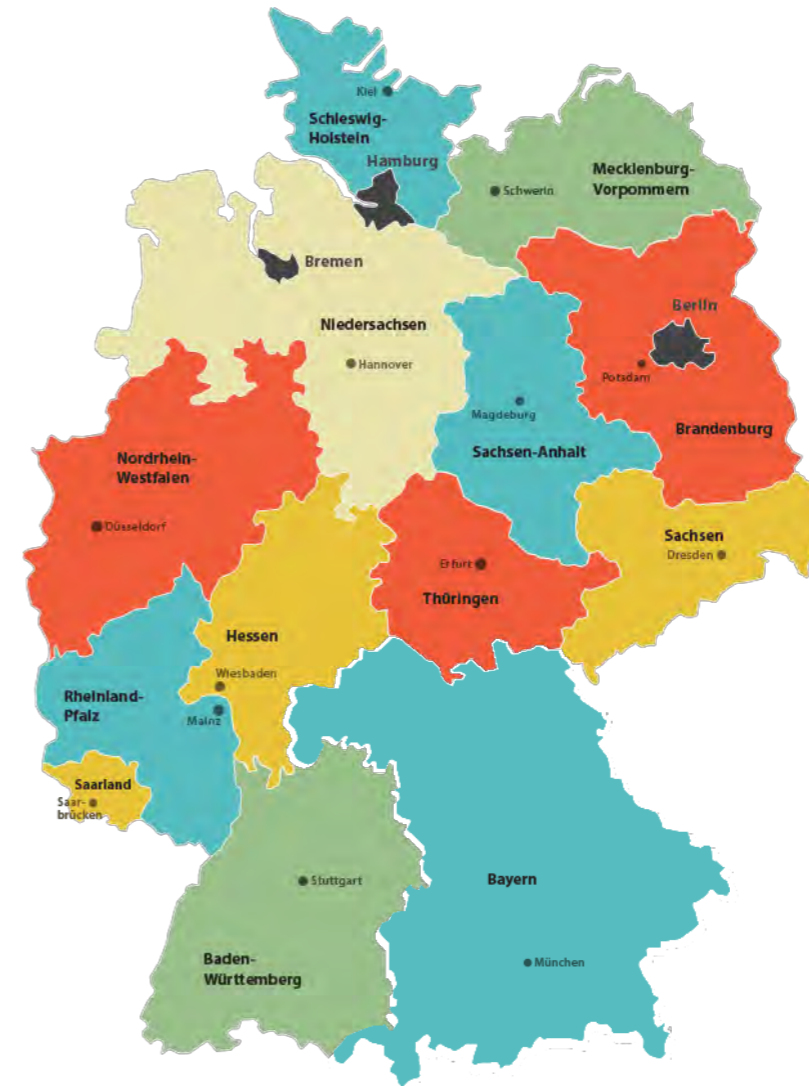 Kiel
Schleswig-
Holstein
Hamburg
Mecklenburg-
Vorpommern
Schwerin
Bremen
Niedersachsen
Hannover
Berlin
Potsdam
Brandenburg
Magdeburg
Sachsen-Anhalt
Nordrhein-
Westfalen
Düsseldorf
Sachsen
Dresden
Erfurt
Thüringen
Hessen
Wiesbaden
Rheinland-
Pfalz
Mainz
Saarland
Saar-
brücken
Stuttgart
Bayern
Baden-
Württemberg
München